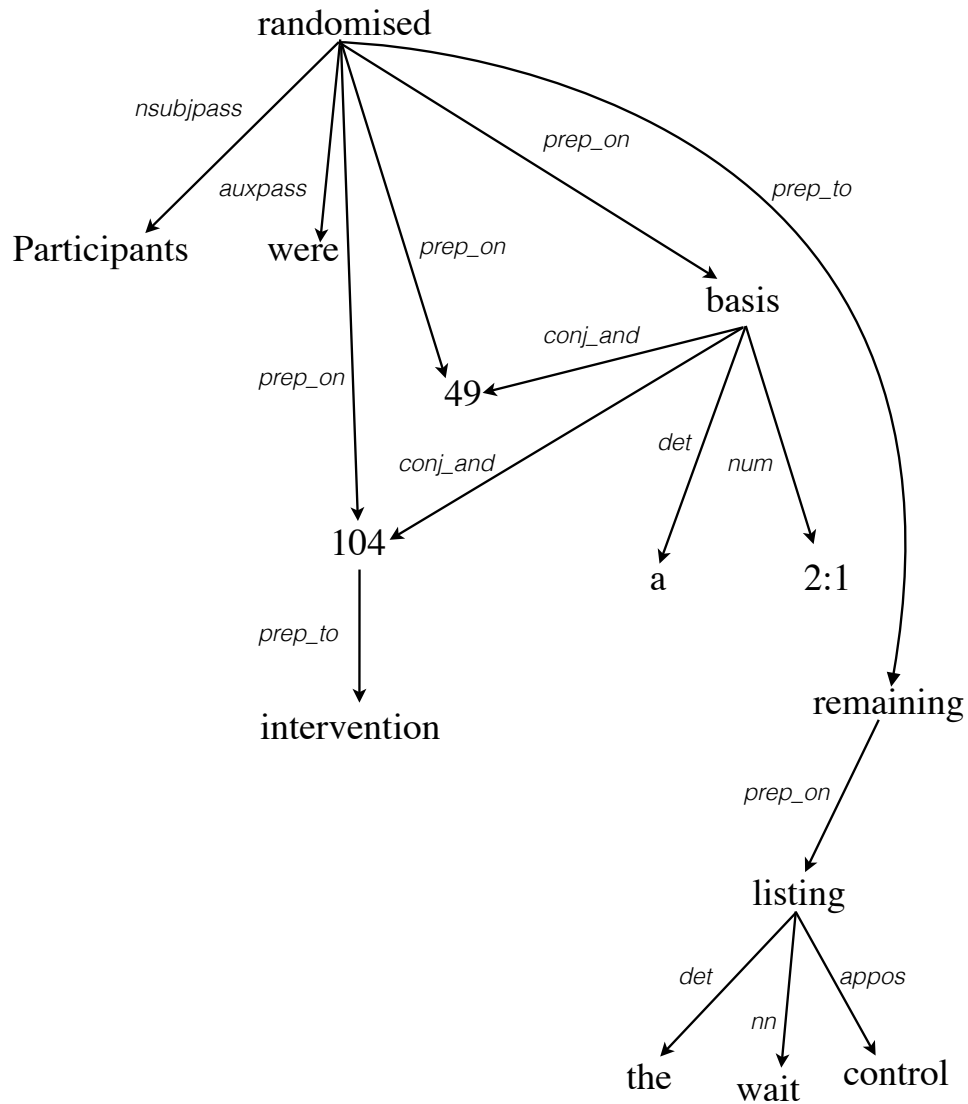 randomised
nsubjpass
prep_on
auxpass
prep_to
Participants
were
prep_on
basis
conj_and
prep_on
49
det
conj_and
num
104
a
2:1
prep_to
remaining
intervention
prep_on
listing
det
appos
nn
the
wait
control